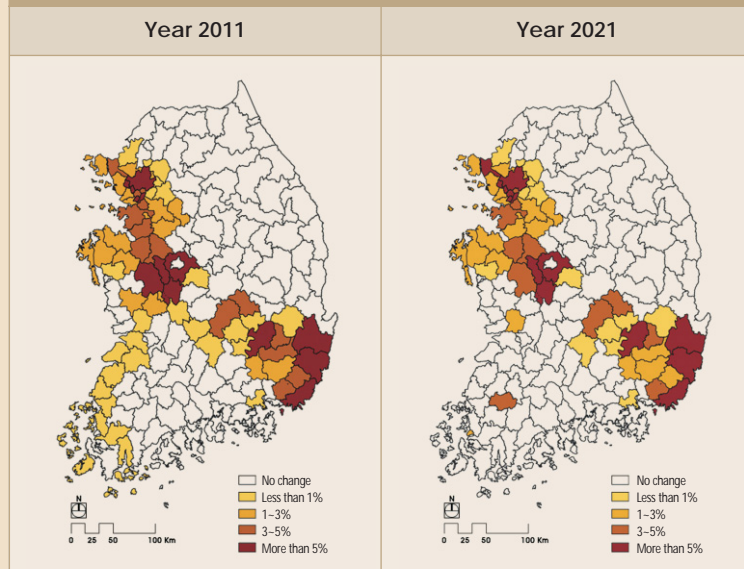 Year 2011
Year 2021
No change
Less than 1%
1~3%
3~5%
More than 5%
N
0 25 50 100 Km
No change
Less than 1%
1~3%
3~5%
More than 5%
N
0 25 50 100 Km